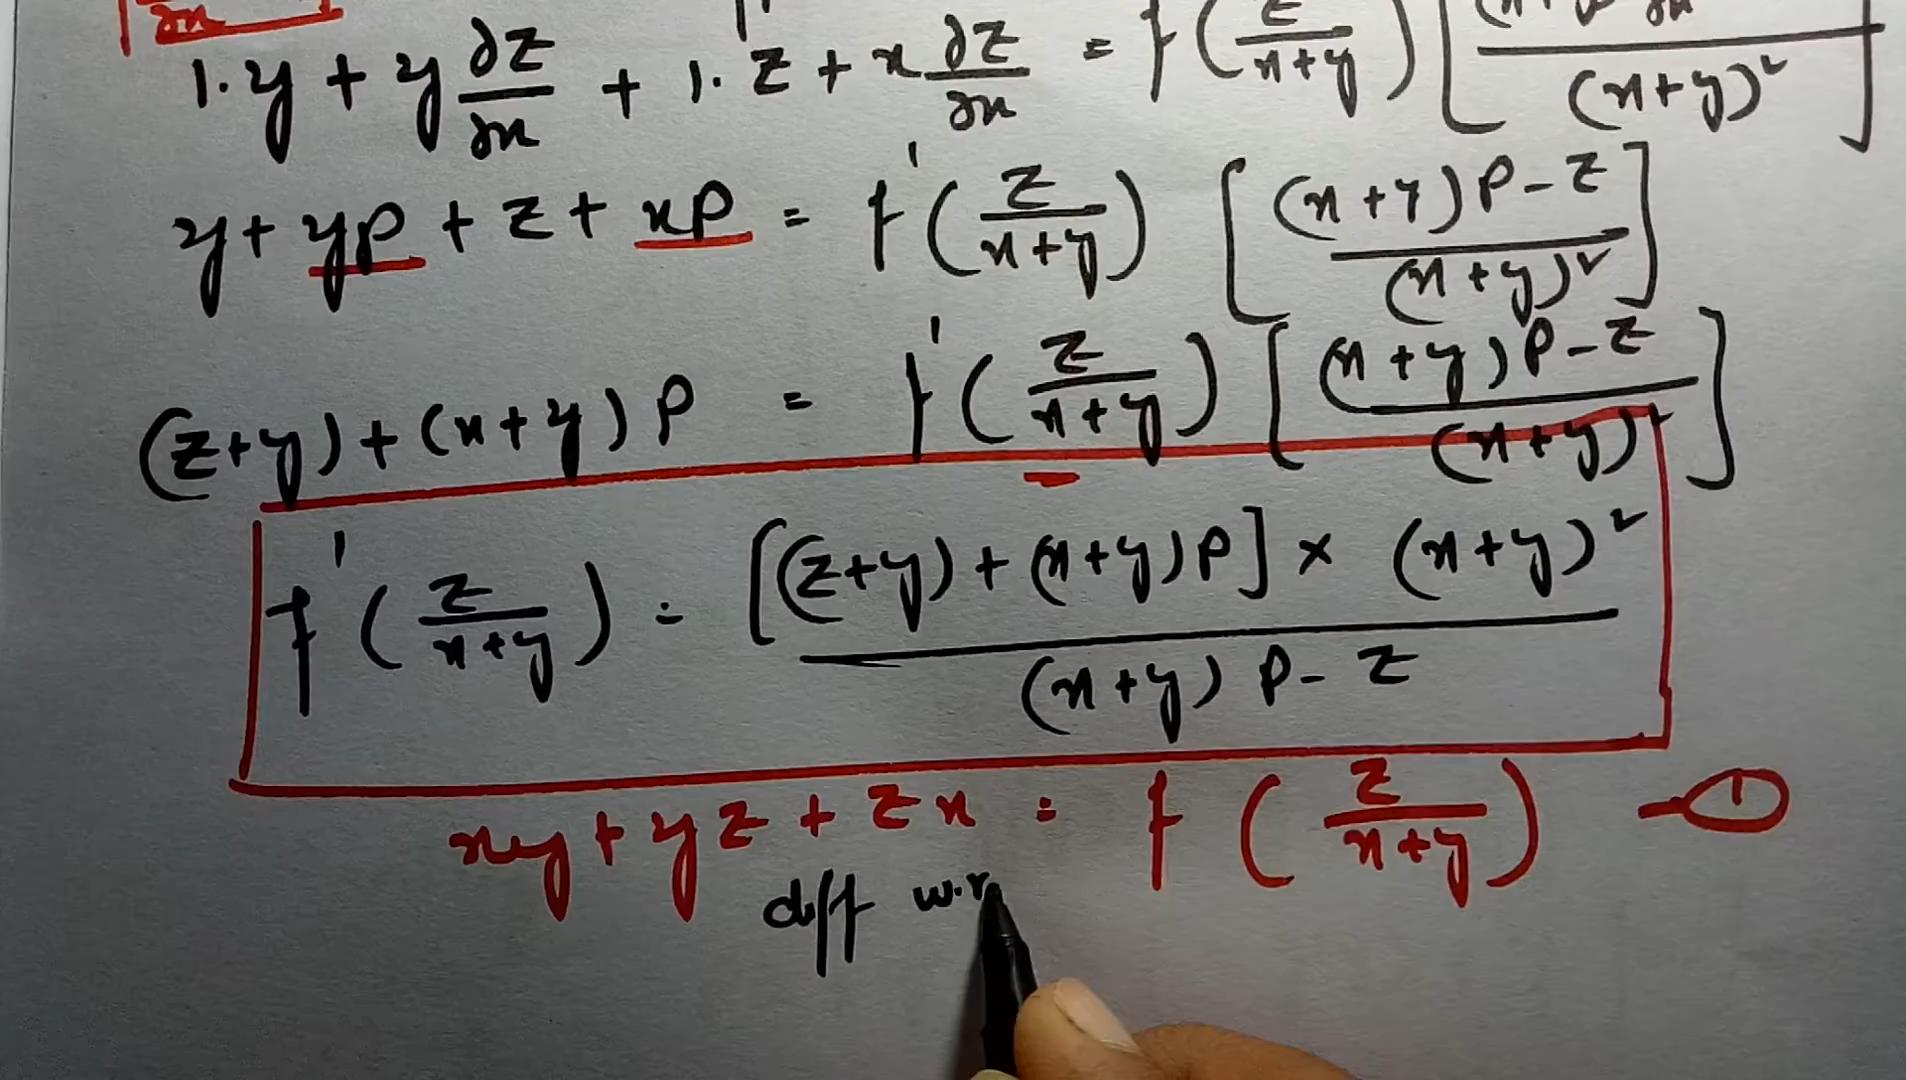 ∂x
1·y + y ∂z/∂x + 1·z + x ∂z/∂x = f(z/(x+y)) [ /(x+y)²]
y + yp + z + xp = f'(z/(x+y)) [((x+y)p - z)/(x+y)²]
(z+y) + (x+y)p = f'(z/(x+y)) [((x+y)p - z)/(x+y)²]
f'(z/(x+y)) = [(z+y) + (x+y)p] × (x+y)² / ((x+y)p - z)
xy + yz + zx = f(z/(x+y)) — ①
diff w.r